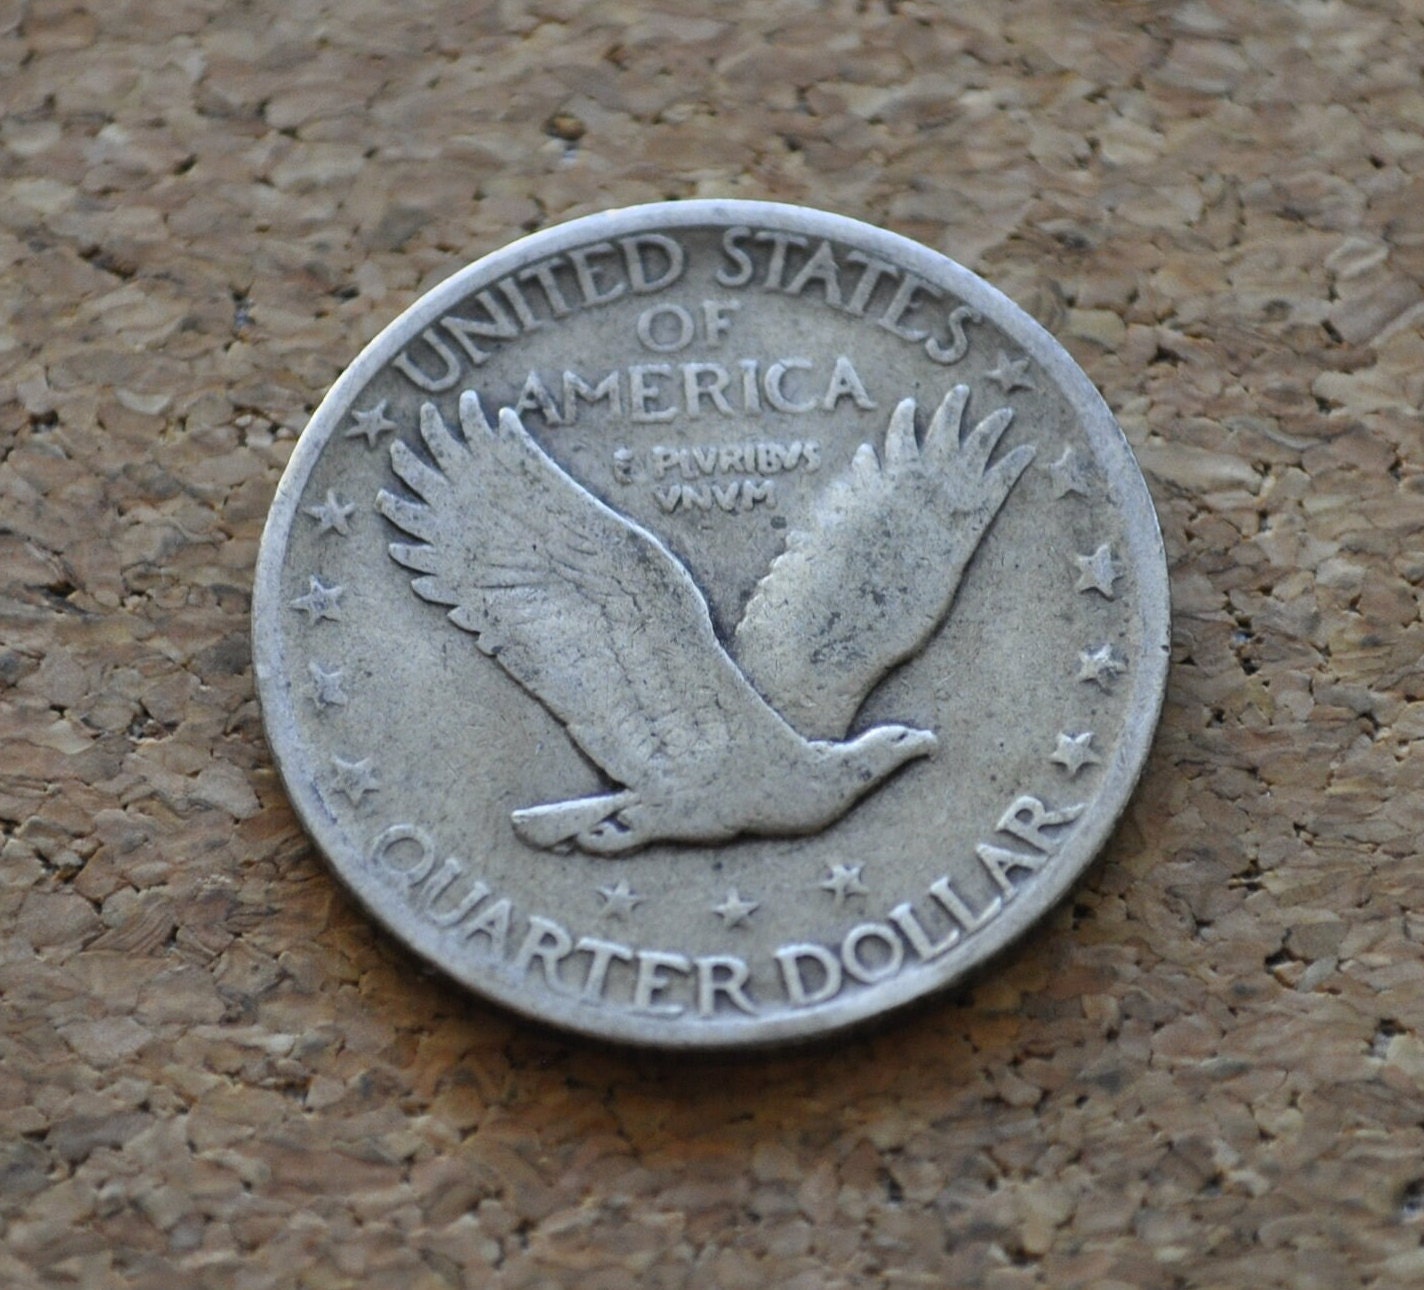 UNITED STATES
OF
AMERICA
E PLVRIBVS
VNVM
QUARTER DOLLAR